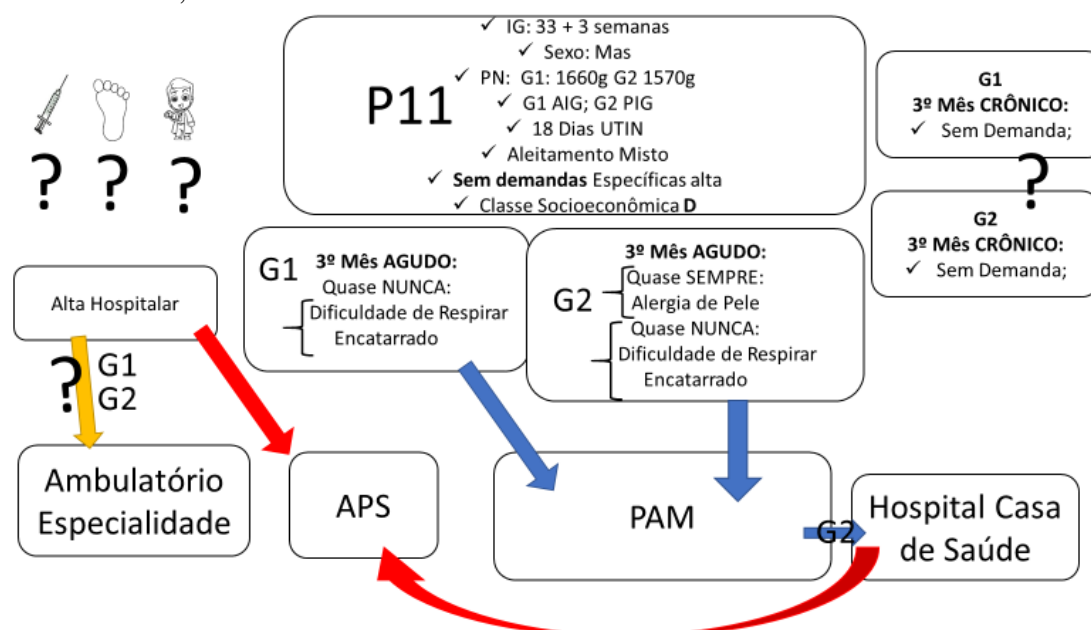 P11
✓ IG: 33 + 3 semanas
✓ Sexo: Mas
✓ PN: G1: 1660g G2 1570g
✓ G1 AIG; G2 PIG
✓ 18 Dias UTIN
✓ Aleitamento Misto
✓ Sem demandas Específicas alta
✓ Classe Socioeconômica D
G1
3º Mês CRÔNICO:
✓ Sem Demanda;
?
G2
3º Mês CRÔNICO:
✓ Sem Demanda;
? ? ?
G1
3º Mês AGUDO:
Quase NUNCA:
Dificuldade de Respirar
Encatarrado
G2
3º Mês AGUDO:
Quase SEMPRE:
Alergia de Pele
Quase NUNCA:
Dificuldade de Respirar
Encatarrado
Alta Hospitalar
?
G1
G2
Ambulatório
Especialidade
APS
PAM
G2
Hospital Casa
de Saúde